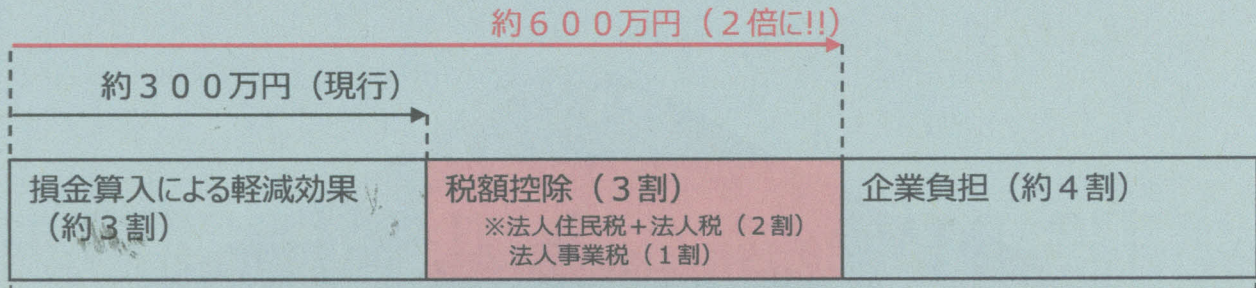 約600万円（2倍に!!）
約300万円（現行）
損金算入による軽減効果
（約3割）
税額控除（3割）
※法人住民税＋法人税（2割）
法人事業税（1割）
企業負担（約4割）